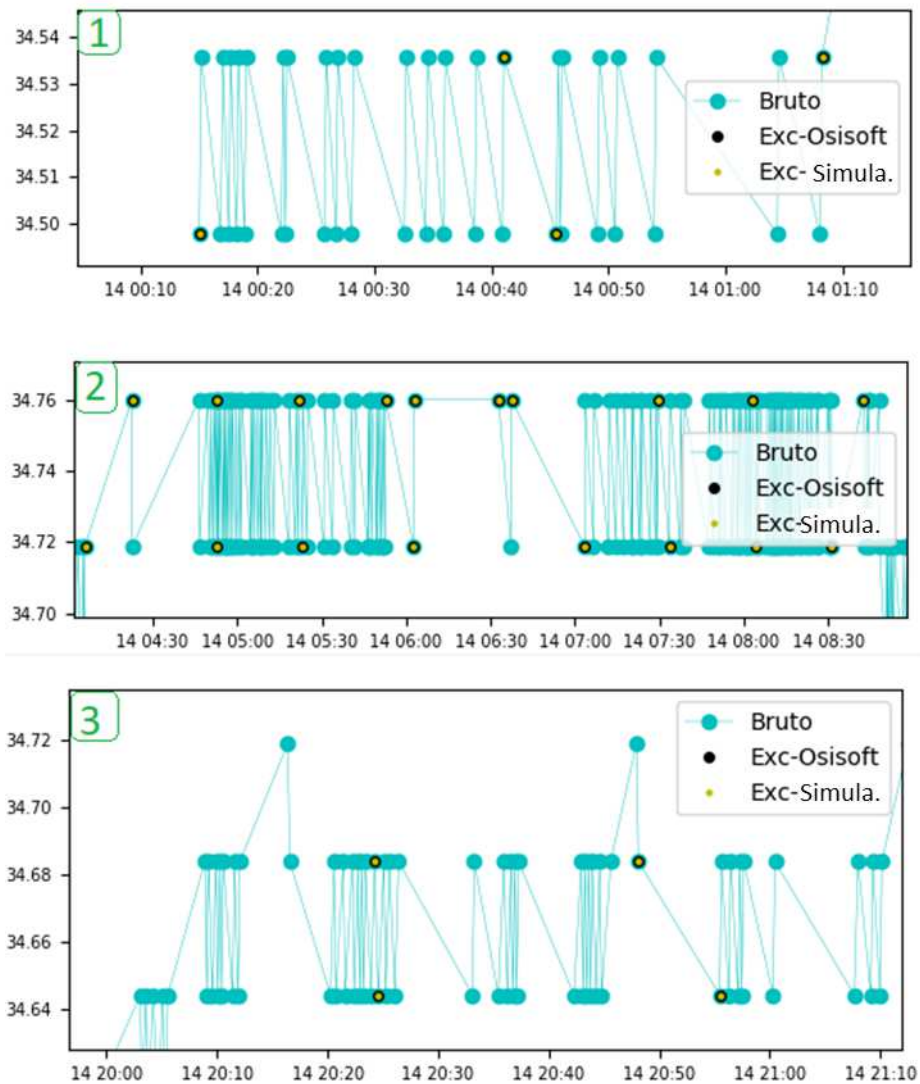 1
34.54
34.53
34.52
34.51
34.50
Bruto
Exc-Osisoft
Exc- Simula.
14 00:10 14 00:20 14 00:30 14 00:40 14 00:50 14 01:00 14 01:10
2
34.76
34.74
34.72
34.70
Bruto
Exc-Osisoft
Exc-Simula.
14 04:30 14 05:00 14 05:30 14 06:00 14 06:30 14 07:00 14 07:30 14 08:00 14 08:30
3
34.72
34.70
34.68
34.66
34.64
Bruto
Exc-Osisoft
Exc-Simula.
14 20:00 14 20:10 14 20:20 14 20:30 14 20:40 14 20:50 14 21:00 14 21:10